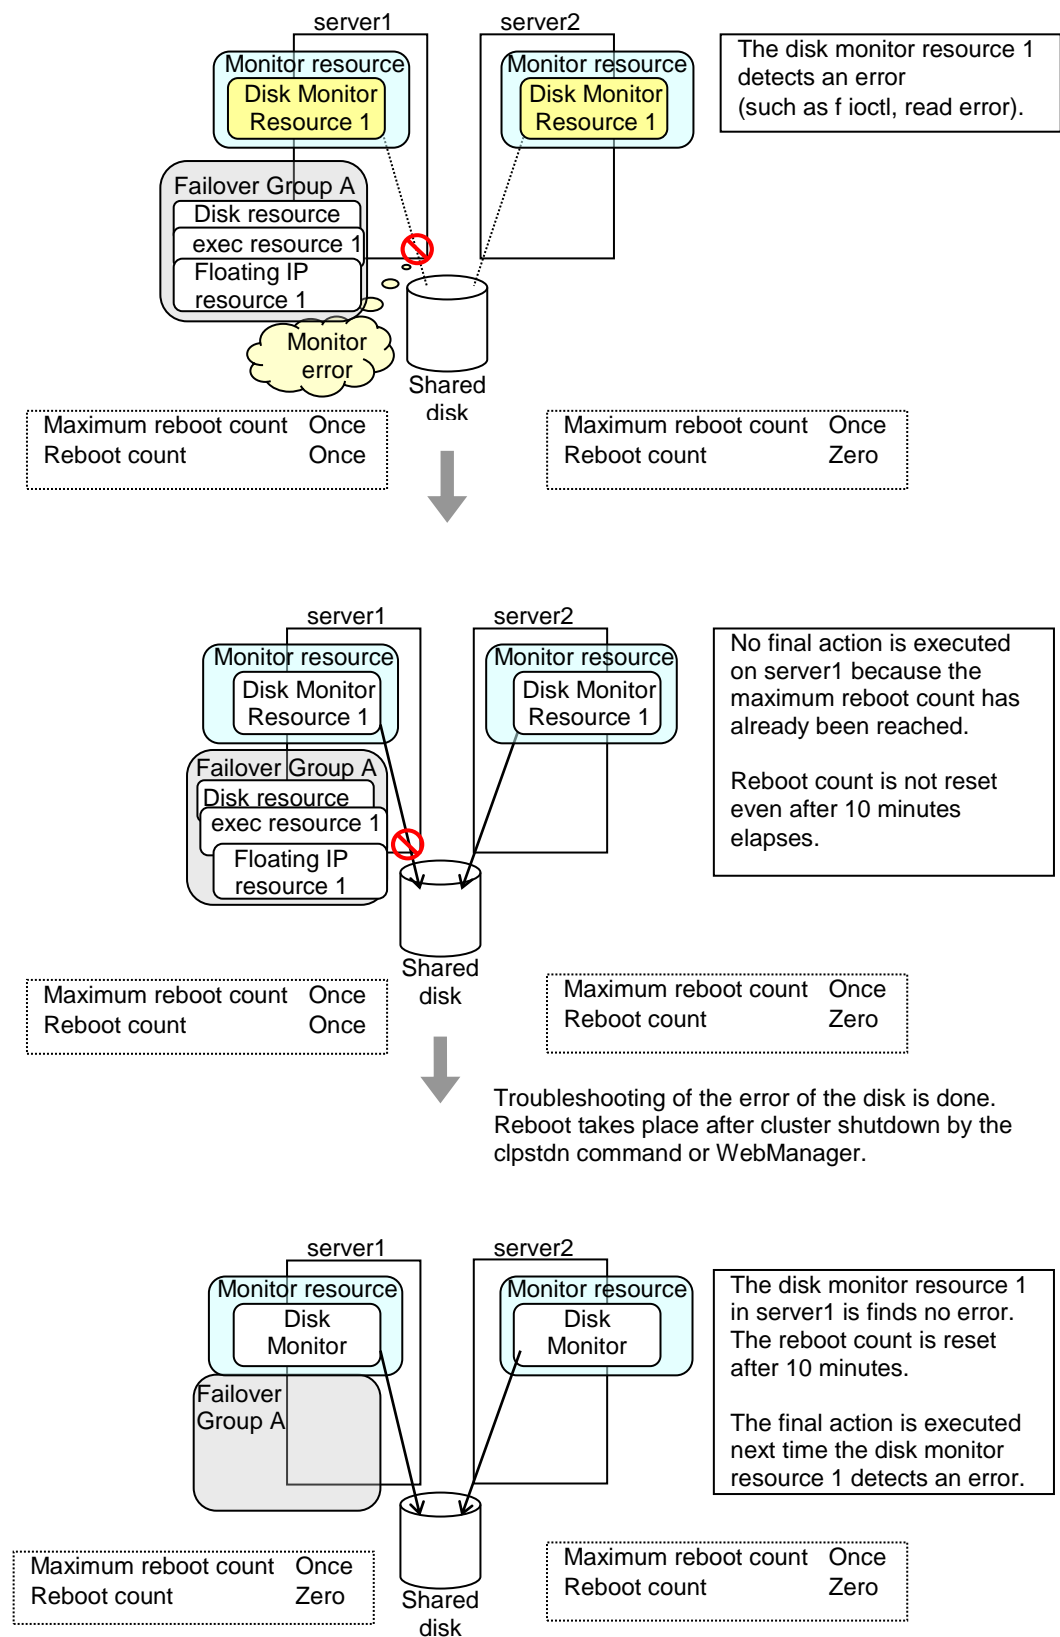 server1
server2
Monitor resource
Disk Monitor
Resource 1
Monitor resource
Disk Monitor
Resource 1
The disk monitor resource 1
detects an error
(such as f ioctl, read error).
Failover Group A
Disk resource
exec resource 1
Floating IP
resource 1
Monitor
error
Shared
disk
Maximum reboot count Once
Reboot count Once
Maximum reboot count Once
Reboot count Zero
server1
server2
Monitor resource
Disk Monitor
Resource 1
Monitor resource
Disk Monitor
Resource 1
No final action is executed
on server1 because the
maximum reboot count has
already been reached.
Reboot count is not reset
even after 10 minutes
elapses.
Failover Group A
Disk resource
exec resource 1
Floating IP
resource 1
Shared
disk
Maximum reboot count Once
Reboot count Once
Maximum reboot count Once
Reboot count Zero
Troubleshooting of the error of the disk is done.
Reboot takes place after cluster shutdown by the
clpstdn command or WebManager.
server1
server2
Monitor resource
Disk
Monitor
Monitor resource
Disk
Monitor
The disk monitor resource 1
in server1 is finds no error.
The reboot count is reset
after 10 minutes.
The final action is executed
next time the disk monitor
resource 1 detects an error.
Failover
Group A
Shared
disk
Maximum reboot count Once
Reboot count Zero
Maximum reboot count Once
Reboot count Zero